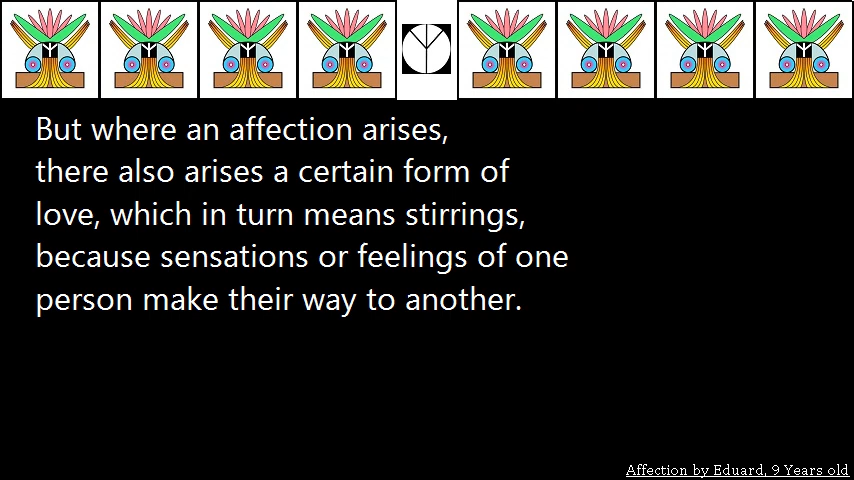 But where an affection arises,
there also arises a certain form of
love, which in turn means stirrings,
because sensations or feelings of one
person make their way to another.
Affection by Eduard, 9 Years old